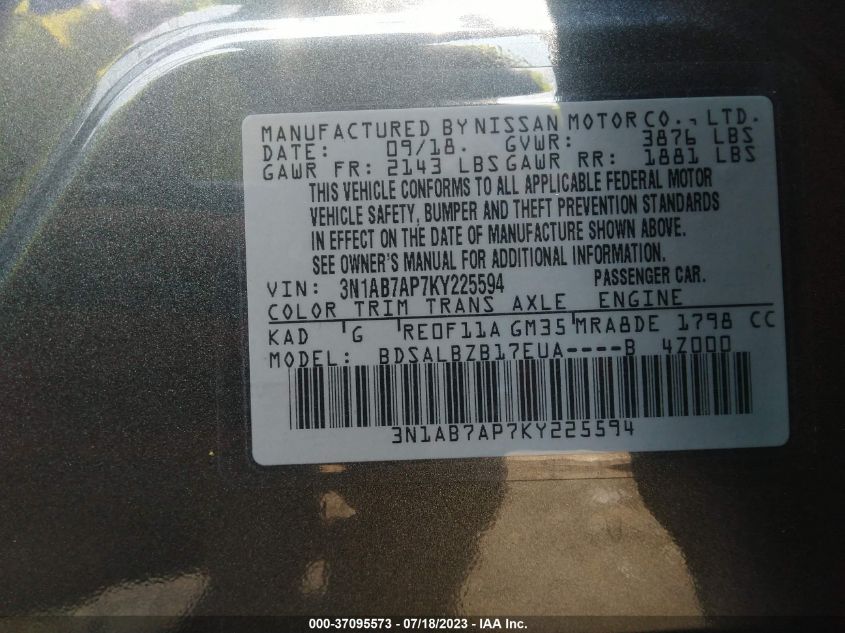 MANUFACTURED BY NISSAN MOTOR CO., LTD.
DATE: 09/18. GVWR: 3876 LBS
GAWR FR: 2143 LBS GAWR RR: 1881 LBS
THIS VEHICLE CONFORMS TO ALL APPLICABLE FEDERAL MOTOR
VEHICLE SAFETY, BUMPER AND THEFT PREVENTION STANDARDS
IN EFFECT ON THE DATE OF MANUFACTURE SHOWN ABOVE.
SEE OWNER'S MANUAL FOR ADDITIONAL INFORMATION.
VIN: 3N1AB7AP7KY225594 PASSENGER CAR.
COLOR TRIM TRANS AXLE ENGINE
KAD G RE0F11A GM35 MRA8DE 1798 CC
MODEL: BDSALBZB17EUA----B 4Z000
3N1AB7AP7KY225594
000-37095573 - 07/18/2023 - IAA Inc.